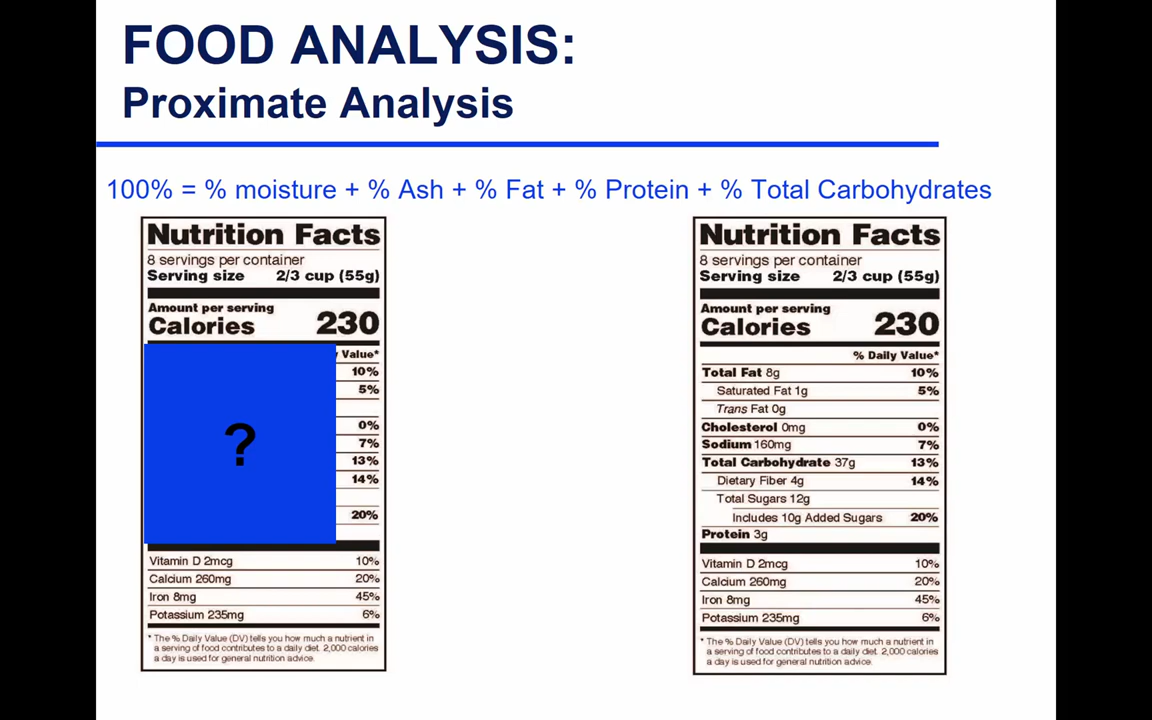 FOOD ANALYSIS:
Proximate Analysis
100% = % moisture + % Ash + % Fat + % Protein + % Total Carbohydrates
Nutrition Facts
8 servings per container
Serving size 2/3 cup (55g)
Amount per serving
Calories 230
Value*
10%
5%
0%
7%
13%
14%
20%
?
Vitamin D 2mcg 10%
Calcium 260mg 20%
Iron 8mg 45%
Potassium 235mg 6%
* The % Daily Value (DV) tells you how much a nutrient in
a serving of food contributes to a daily diet. 2,000 calories
a day is used for general nutrition advice.
Nutrition Facts
8 servings per container
Serving size 2/3 cup (55g)
Amount per serving
Calories 230
% Daily Value*
Total Fat 8g 10%
Saturated Fat 1g 5%
Trans Fat 0g
Cholesterol 0mg 0%
Sodium 160mg 7%
Total Carbohydrate 37g 13%
Dietary Fiber 4g 14%
Total Sugars 12g
Includes 10g Added Sugars 20%
Protein 3g
Vitamin D 2mcg 10%
Calcium 260mg 20%
Iron 8mg 45%
Potassium 235mg 6%
* The % Daily Value (DV) tells you how much a nutrient in
a serving of food contributes to a daily diet. 2,000 calories
a day is used for general nutrition advice.